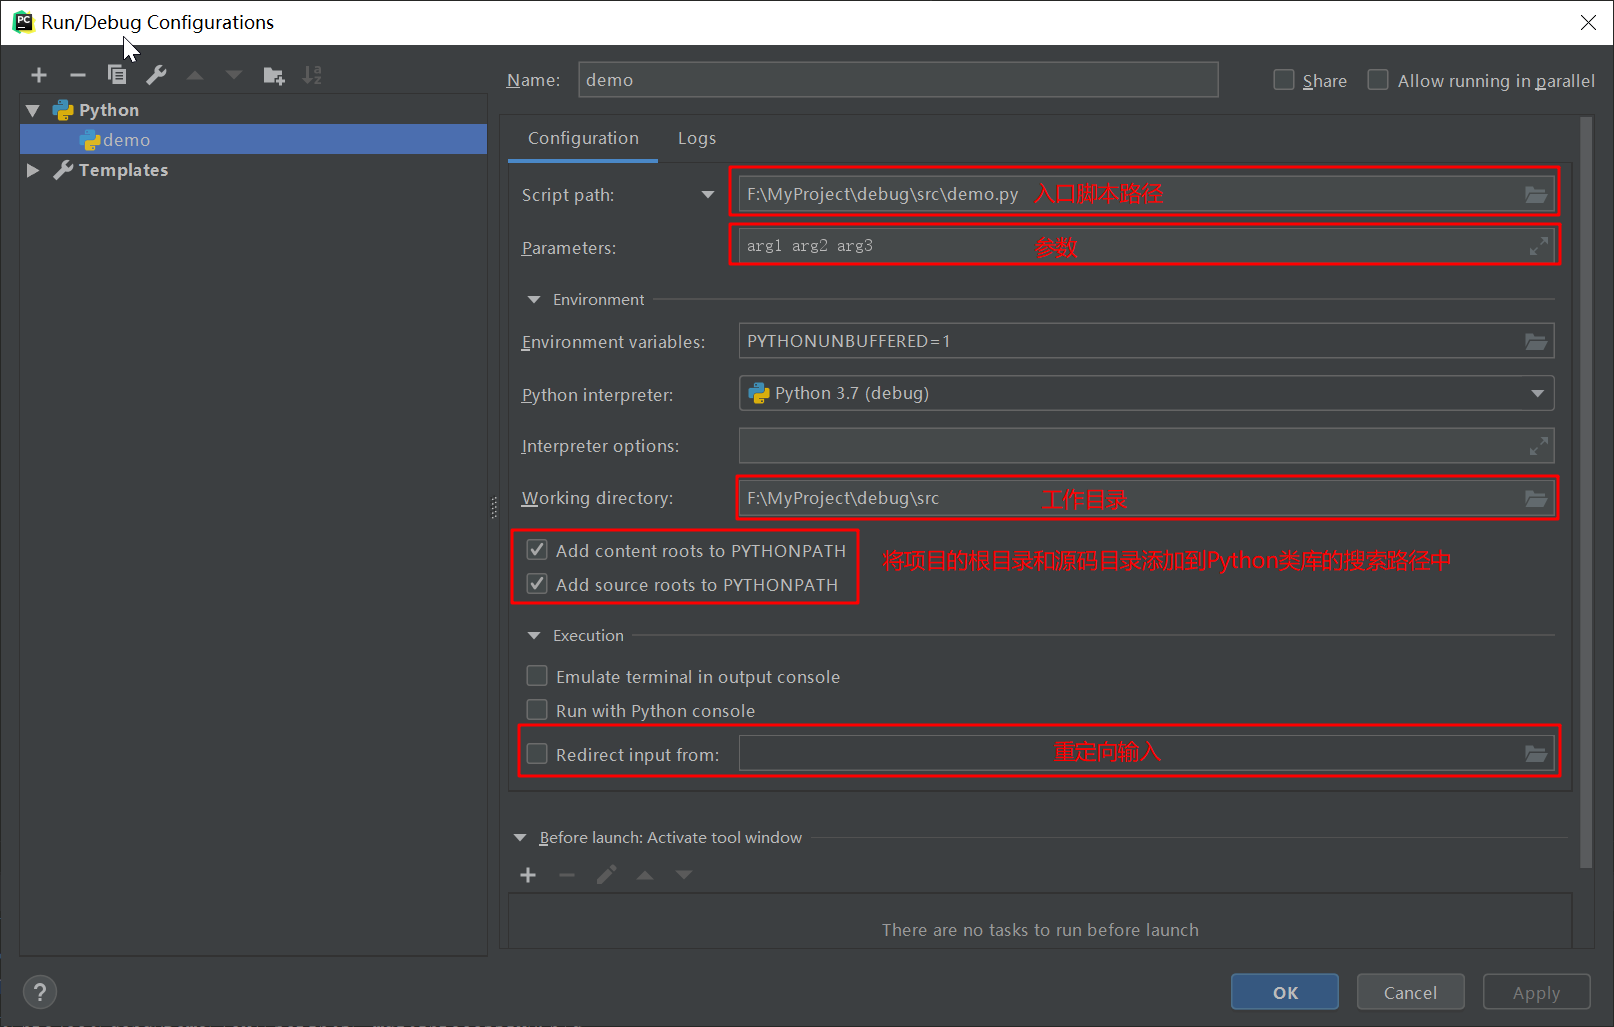 Run/Debug Configurations
Python
demo
Templates
Name: demo
Share
Allow running in parallel
Configuration
Logs
Script path: F:\MyProject\debug\src\demo.py 入口脚本路径
Parameters: arg1 arg2 arg3 参数
Environment
Environment variables: PYTHONUNBUFFERED=1
Python interpreter: Python 3.7 (debug)
Interpreter options:
Working directory: F:\MyProject\debug\src 工作目录
Add content roots to PYTHONPATH
将项目的根目录和源码目录添加到Python类库的搜索路径中
Add source roots to PYTHONPATH
Execution
Emulate terminal in output console
Run with Python console
Redirect input from: 重定向输入
Before launch: Activate tool window
There are no tasks to run before launch
?
OK
Cancel
Apply